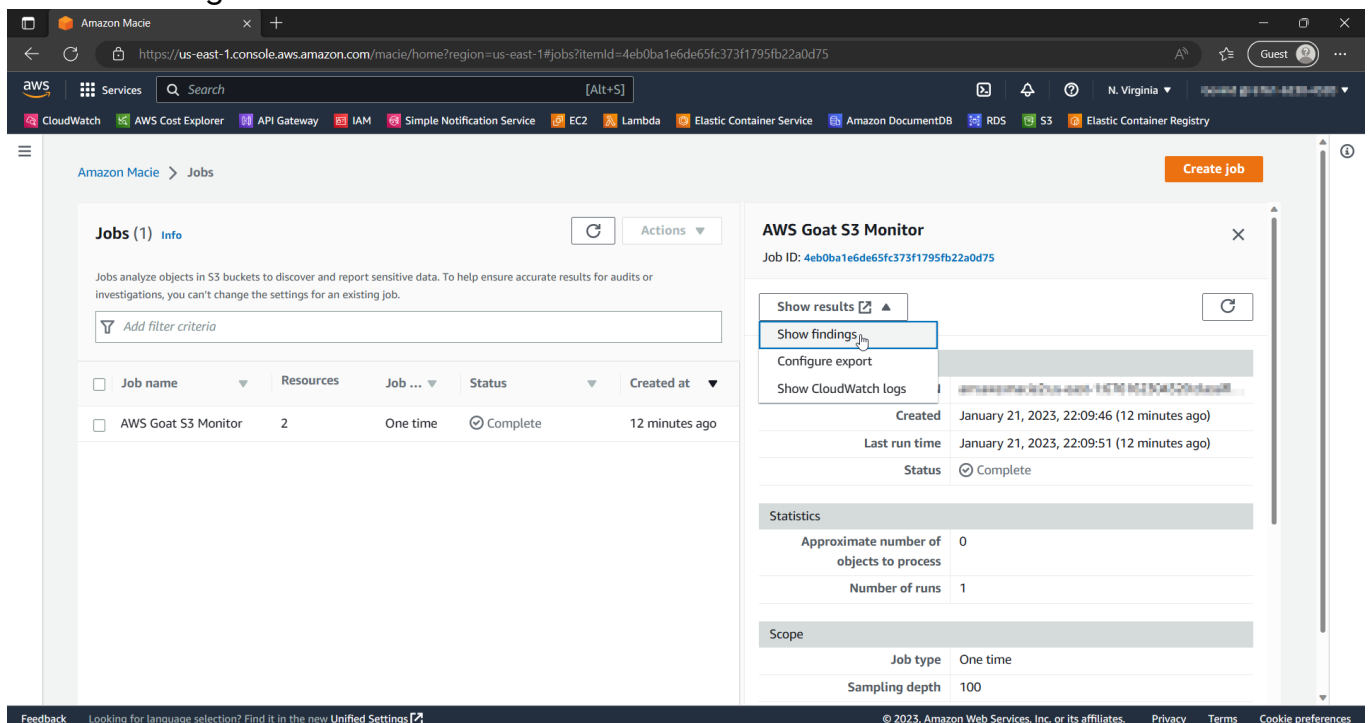 Amazon Macie
https://us-east-1.console.aws.amazon.com/macie/home?region=us-east-1#jobs?itemId=4eb0ba1e6de65fc373f1795fb22a0d75
Guest
aws Services Search [Alt+S] N. Virginia
CloudWatch AWS Cost Explorer API Gateway IAM Simple Notification Service EC2 Lambda Elastic Container Service Amazon DocumentDB RDS S3 Elastic Container Registry
Amazon Macie > Jobs
Create job
Jobs (1) Info
Actions
Jobs analyze objects in S3 buckets to discover and report sensitive data. To help ensure accurate results for audits or
investigations, you can't change the settings for an existing job.
Add filter criteria
Job name Resources Job ... Status Created at
AWS Goat S3 Monitor 2 One time Complete 12 minutes ago
AWS Goat S3 Monitor
Job ID: 4eb0ba1e6de65fc373f1795fb22a0d75
Show results
Show findings
Configure export
Show CloudWatch logs
Created January 21, 2023, 22:09:46 (12 minutes ago)
Last run time January 21, 2023, 22:09:51 (12 minutes ago)
Status Complete
Statistics
Approximate number of objects to process 0
Number of runs 1
Scope
Job type One time
Sampling depth 100
Feedback Looking for language selection? Find it in the new Unified Settings © 2023, Amazon Web Services, Inc. or its affiliates. Privacy Terms Cookie preferences